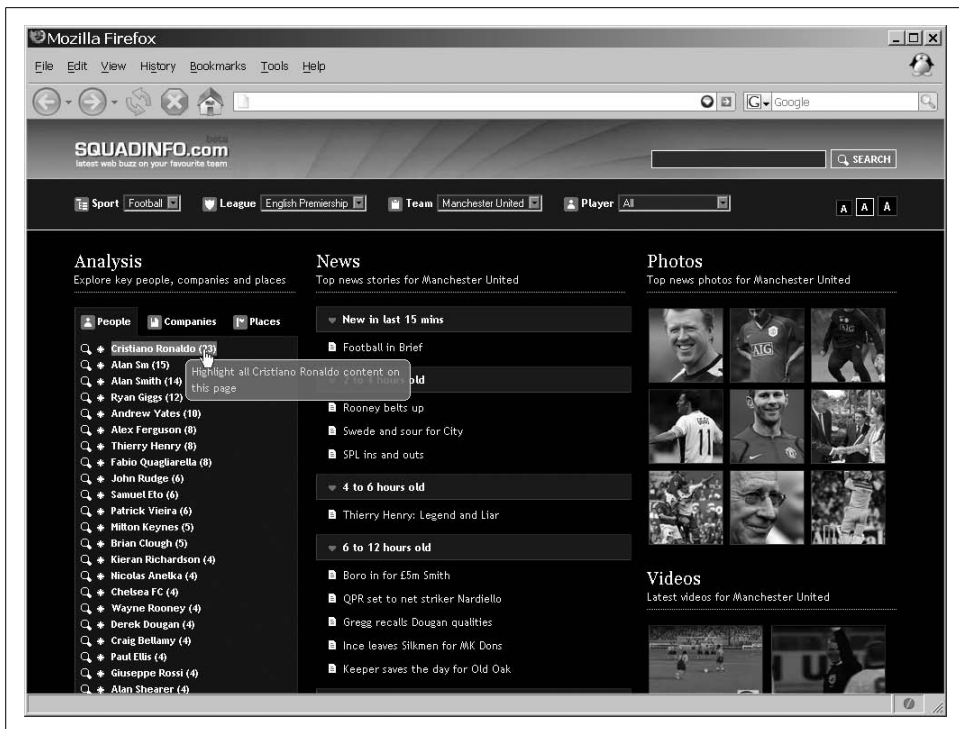 Mozilla Firefox
File Edit View History Bookmarks Tools Help
G Google
beta
SQUADINFO.com
latest web buzz on your favourite team
SEARCH
Sport Football League English Premiership Team Manchester United Player All
A A A
Analysis
Explore key people, companies and places
People Companies Places
Cristiano Ronaldo (23)
Alan Sm (15)
Alan Smith (14)
Ryan Giggs (12)
Andrew Yates (10)
Alex Ferguson (8)
Thierry Henry (8)
Fabio Quagliarella (8)
John Rudge (6)
Samuel Eto (6)
Patrick Vieira (6)
Mitton Keynes (5)
Brian Clough (5)
Kieran Richardson (4)
Nicolas Anelka (4)
Chelsea FC (4)
Wayne Rooney (4)
Derek Dougan (4)
Craig Bellamy (4)
Paul Ellis (4)
Giuseppe Rossi (4)
Alan Shearer (4)
Highlight all Cristiano Ronaldo content on
this page
News
Top news stories for Manchester United
New in last 15 mins
Football in Brief
2 to 4 hours old
Rooney belts up
Swede and sour for City
SPL ins and outs
4 to 6 hours old
Thierry Henry: Legend and Liar
6 to 12 hours old
Boro in for £5m Smith
QPR set to net striker Nardiello
Gregg recalls Dougan qualities
Ince leaves Silkmen for MK Dons
Keeper saves the day for Old Oak
Photos
Top news photos for Manchester United
AIG
11
Videos
Latest videos for Manchester United